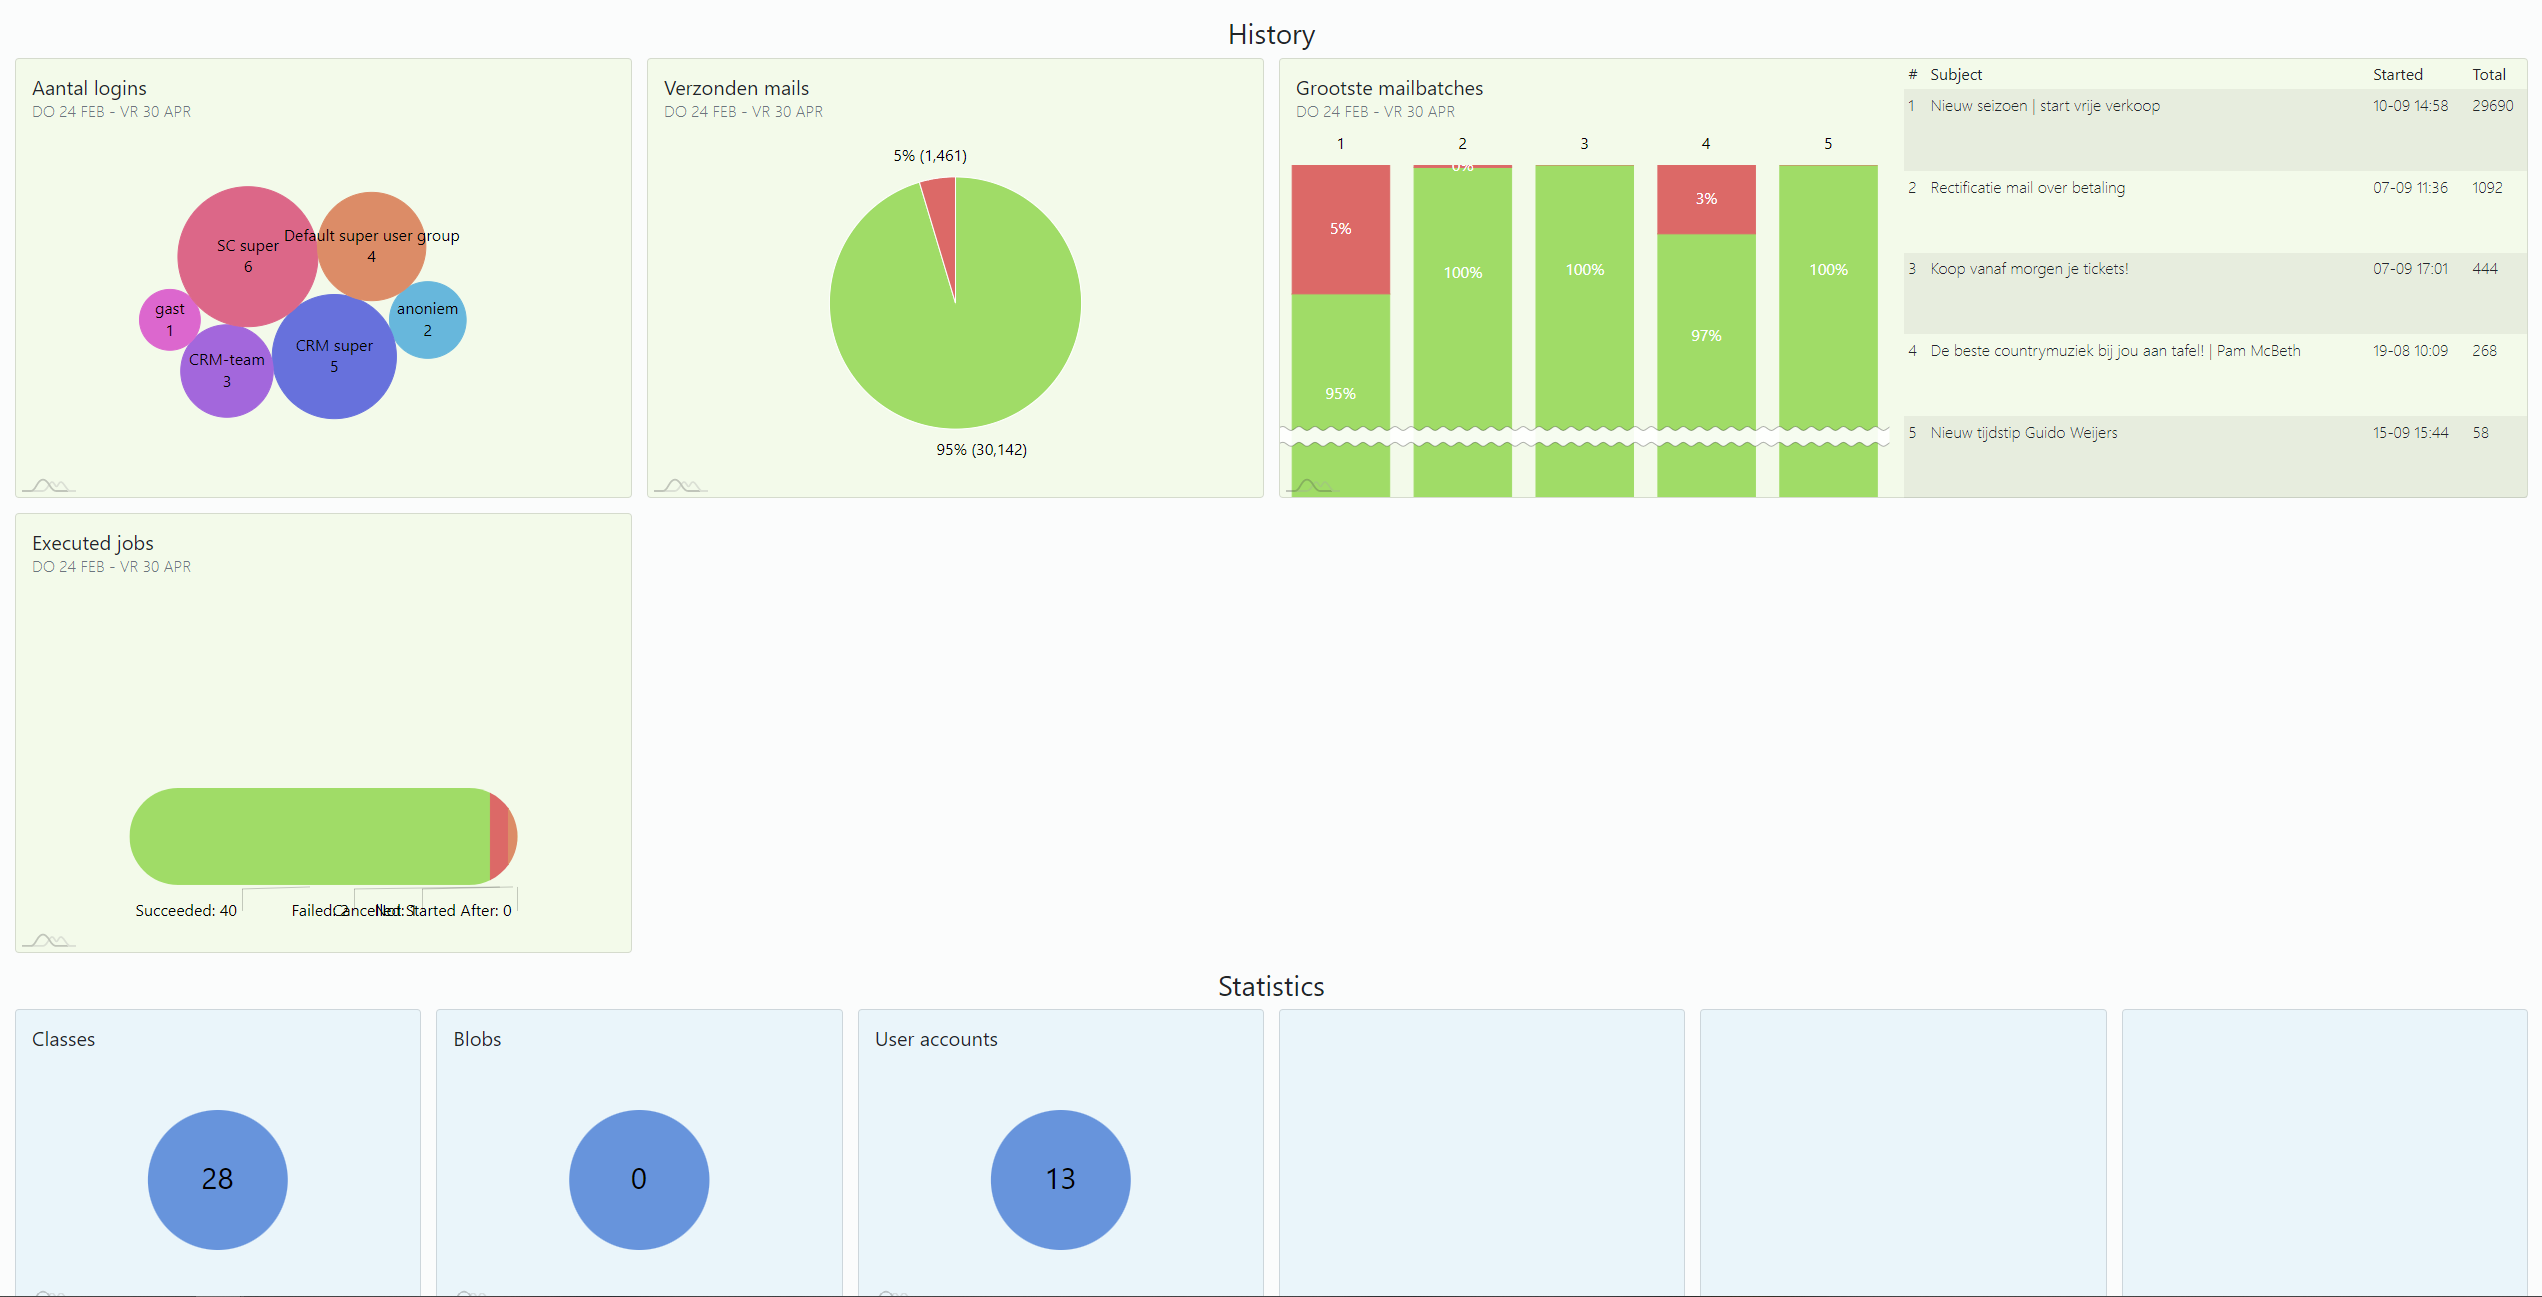 History
Aantal logins
DO 24 FEB - VR 30 APR
SC super
6
Default super user group
4
gast
1
anoniem
2
CRM-team
3
CRM super
5
Verzonden mails
DO 24 FEB - VR 30 APR
5% (1,461)
95% (30,142)
Grootste mailbatches
DO 24 FEB - VR 30 APR
1 2 3 4 5
5% 0% 3%
100% 100% 100%
97%
95%
# Subject Started Total
1 Nieuw seizoen | start vrije verkoop 10-09 14:58 29690
2 Rectificatie mail over betaling 07-09 11:36 1092
3 Koop vanaf morgen je tickets! 07-09 17:01 444
4 De beste countrymuziek bij jou aan tafel! | Pam McBeth 19-08 10:09 268
5 Nieuw tijdstip Guido Weijers 15-09 15:44 58
Executed jobs
DO 24 FEB - VR 30 APR
Succeeded: 40
Failed: 2
Cancelled: 1
Not Started After: 0
Statistics
Classes
28
Blobs
0
User accounts
13